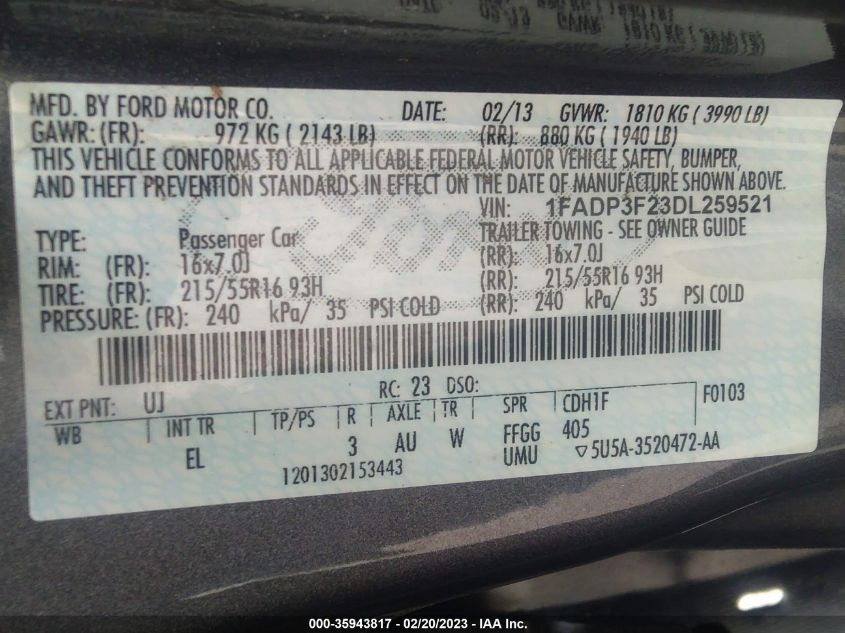 MFD. BY FORD MOTOR CO. DATE: 02/13 GVWR: 1810 KG ( 3990 LB)
GAWR: (FR): 972 KG ( 2143 LB) (RR): 880 KG ( 1940 LB)
THIS VEHICLE CONFORMS TO ALL APPLICABLE FEDERAL MOTOR VEHICLE SAFETY, BUMPER,
AND THEFT PREVENTION STANDARDS IN EFFECT ON THE DATE OF MANUFACTURE SHOWN ABOVE.
VIN: 1FADP3F23DL259521
TYPE: Passenger Car TRAILER TOWING - SEE OWNER GUIDE
RIM: (FR): 16x7.0J (RR): 16x7.0J
TIRE: (FR): 215/55R16 93H (RR): 215/55R16 93H
PRESSURE: (FR): 240 kPa/ 35 PSI COLD (RR): 240 kPa/ 35 PSI COLD
EXT PNT: UJ RC: 23 DSO:
WB INT TR TP/PS R AXLE TR SPR CDH1F F0103
EL 3 AU W FFGG 405
1201302153443 UMU ▽5U5A-3520472-AA
000-35943817 - 02/20/2023 - IAA Inc.